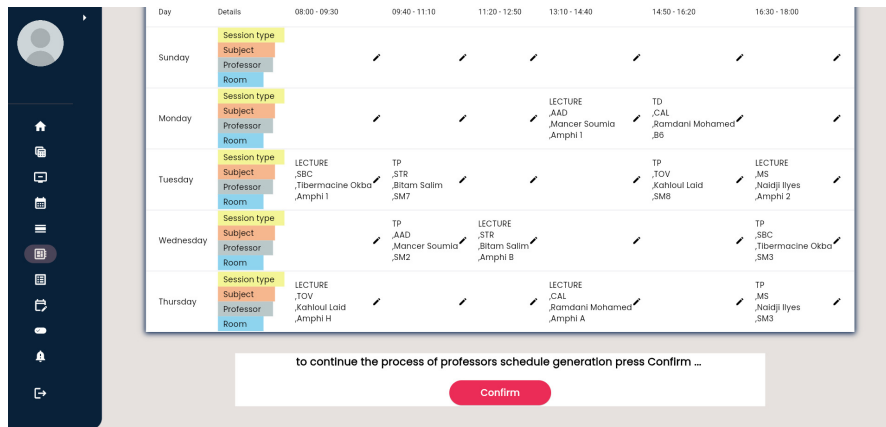 Day Details 08:00 - 09:30 09:40 - 11:10 11:20 - 12:50 13:10 - 14:40 14:50 - 16:20 16:30 - 18:00
Sunday
Session type
Subject
Professor
Room
Monday
Session type
Subject
Professor
Room
LECTURE
,AAD
,Mancer Soumia
,Amphi 1
TD
,CAL
,Ramdani Mohamed
,B6
Tuesday
Session type
Subject
Professor
Room
LECTURE
,SBC
,Tibermacine Okba
,Amphi 1
TP
,STR
,Bitam Salim
,SM7
TP
,TOV
,Kahloul Laid
,SM8
LECTURE
,MS
,Naidji Ilyes
,Amphi 2
Wednesday
Session type
Subject
Professor
Room
TP
,AAD
,Mancer Soumia
,SM2
LECTURE
,STR
,Bitam Salim
,Amphi B
TP
,SBC
,Tibermacine Okba
,SM3
Thursday
Session type
Subject
Professor
Room
LECTURE
,TOV
,Kahloul Laid
,Amphi H
LECTURE
,CAL
,Ramdani Mohamed
,Amphi A
TP
,MS
,Naidji Ilyes
,SM3
to continue the process of professors schedule generation press Confirm ...
Confirm